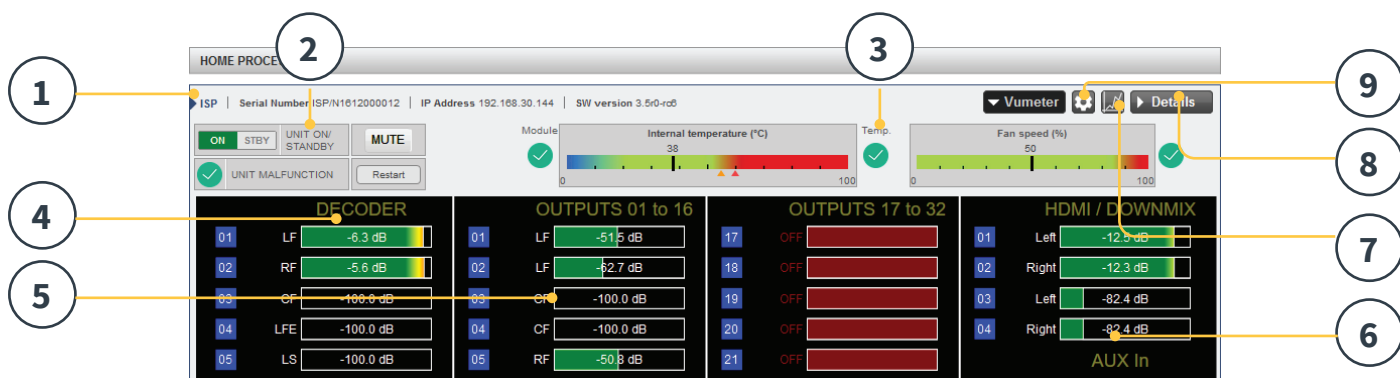 2
3
1
9
HOME PROCE
ISP | Serial Number ISP/N1612000012 | IP Address 192.168.30.144 | SW version 3.5r0-rc6
Vumeter
Details
ON STBY
UNIT ON/
STANDBY
MUTE
UNIT MALFUNCTION
Restart
Module
Internal temperature (°C)
38
0 100
Temp.
Fan speed (%)
50
0 100
8
4
DECODER
01 LF -6.3 dB
02 RF -5.6 dB
03 CF -100.0 dB
04 LFE -100.0 dB
05 LS -100.0 dB
OUTPUTS 01 to 16
01 LF -51.5 dB
02 LF -62.7 dB
03 CF -100.0 dB
04 CF -100.0 dB
05 RF -50.8 dB
OUTPUTS 17 to 32
17 OFF
18 OFF
19 OFF
20 OFF
21 OFF
HDMI / DOWNMIX
01 Left -12.5 dB
02 Right -12.3 dB
03 Left -82.4 dB
04 Right -82.4 dB
AUX In
7
5
6